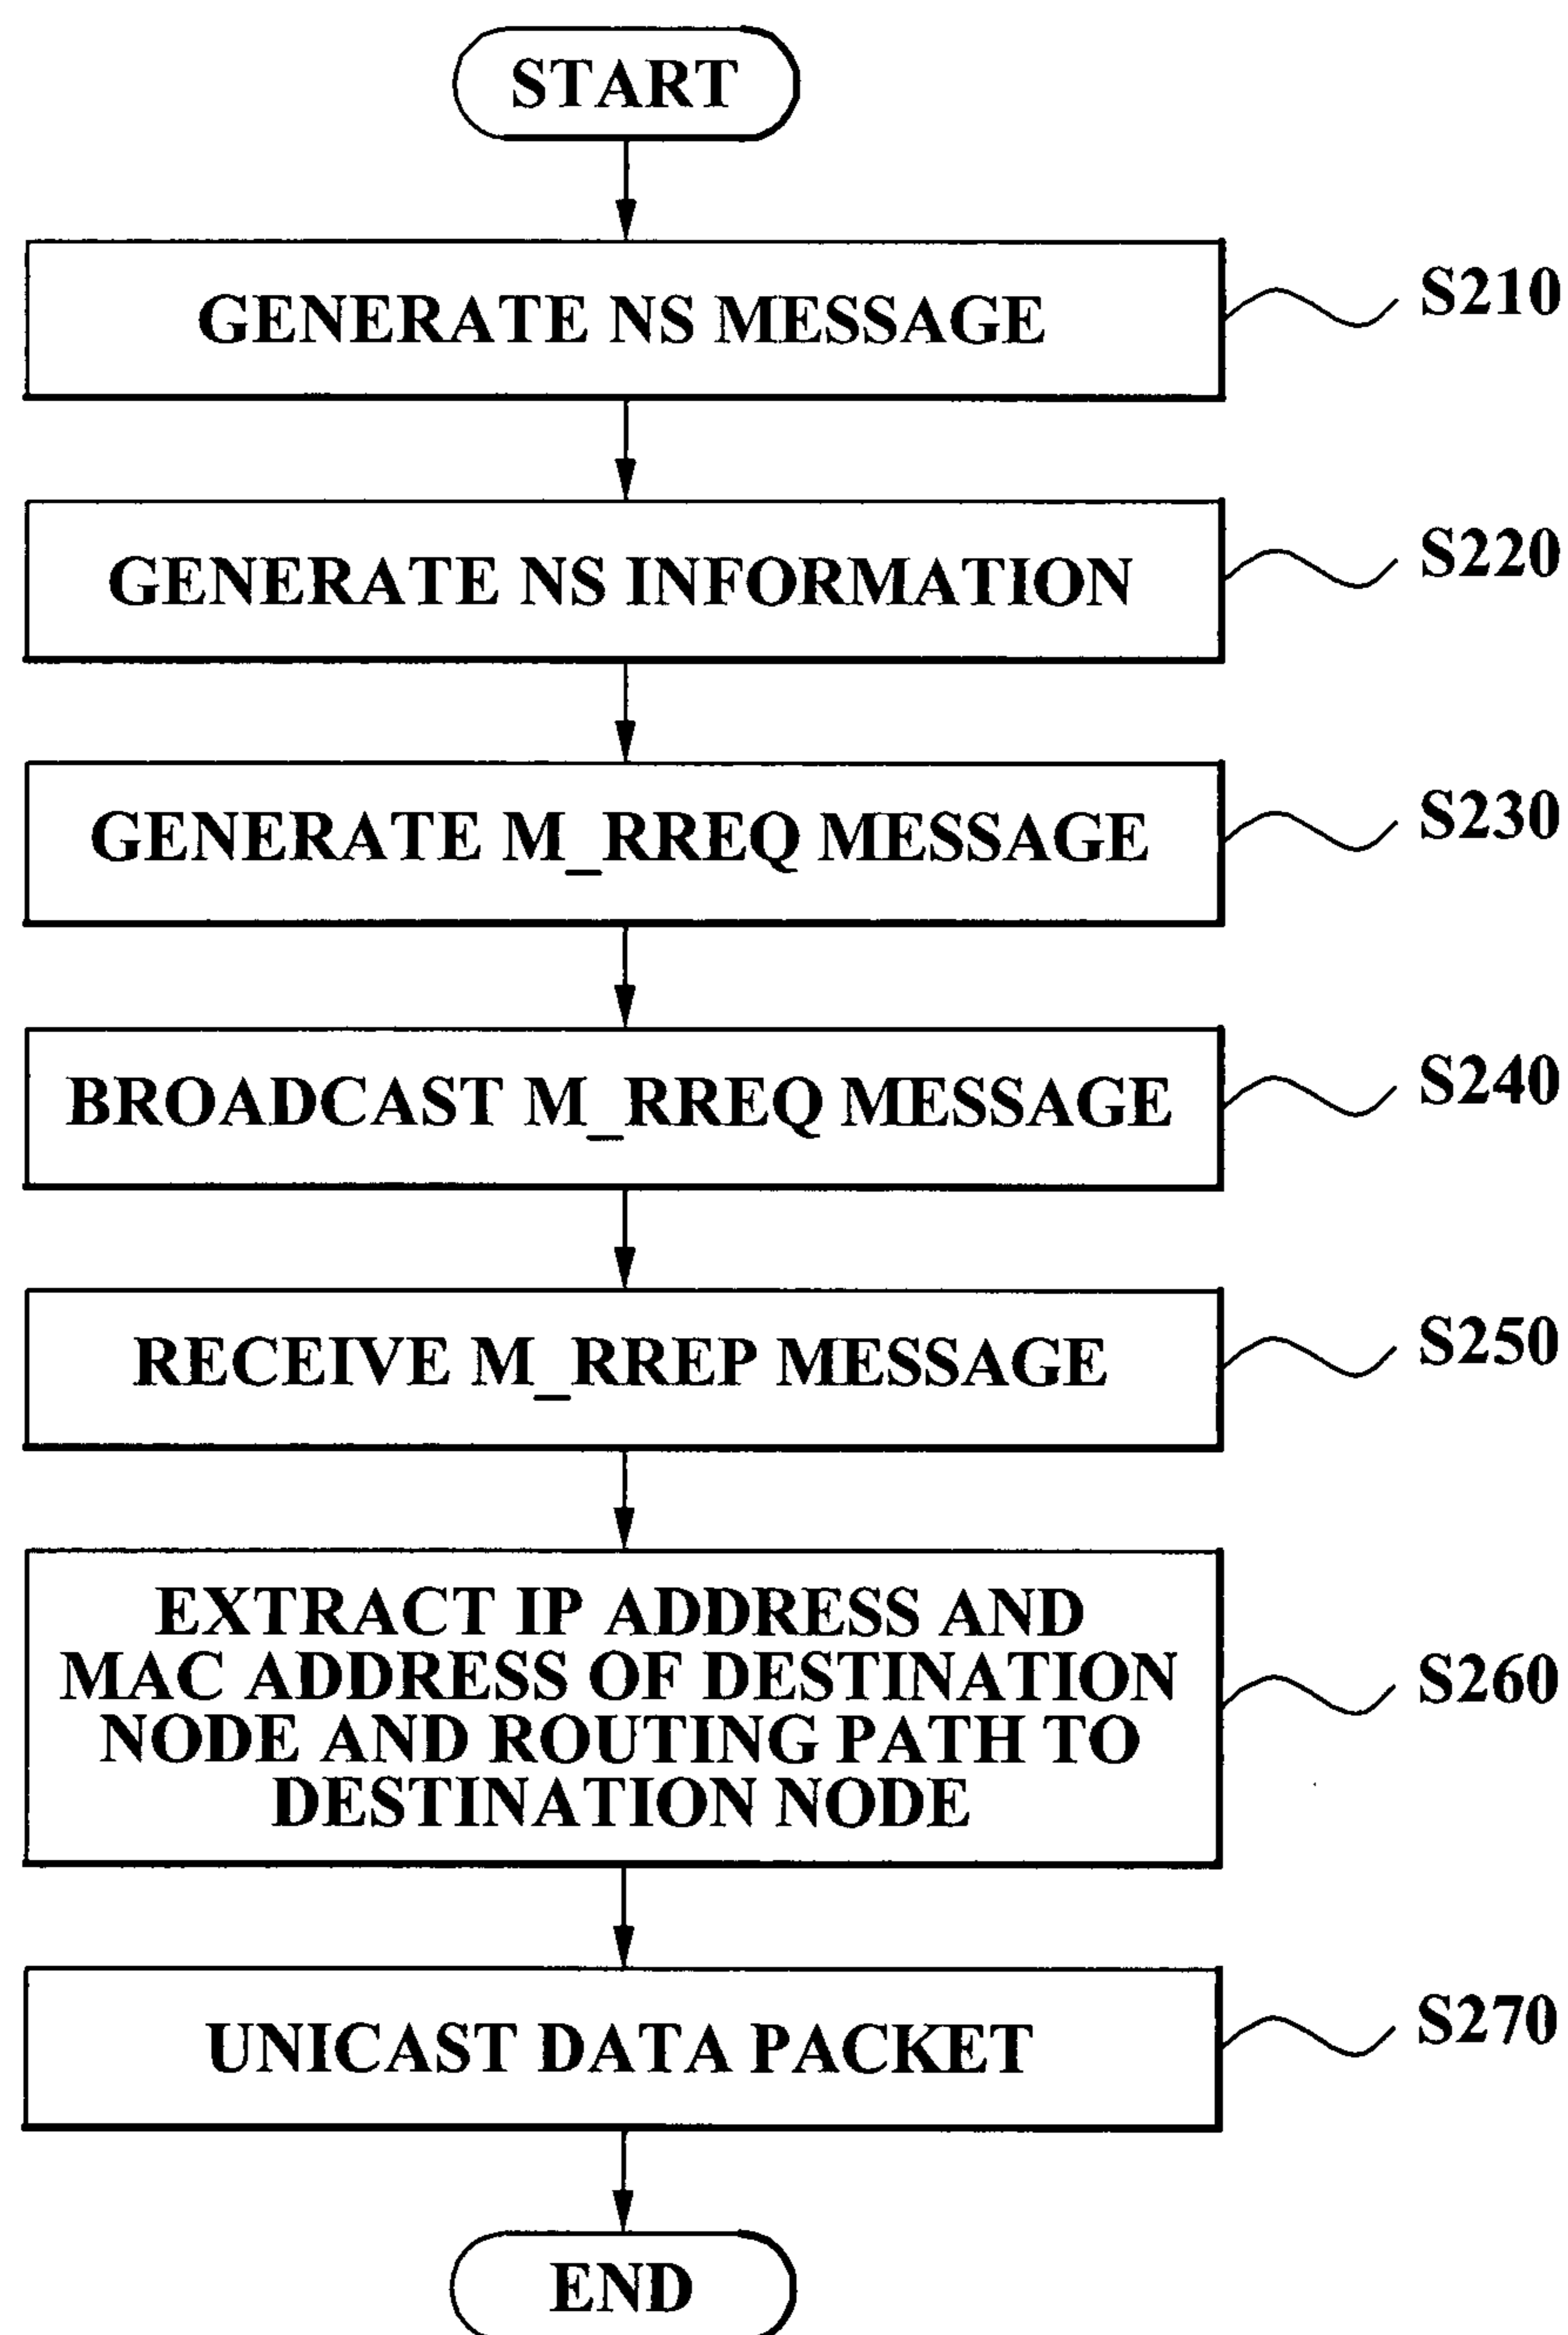 START
GENERATE NS MESSAGE
S210
GENERATE NS INFORMATION
S220
GENERATE M_RREQ MESSAGE
S230
BROADCAST M_RREQ MESSAGE
S240
RECEIVE M_RREP MESSAGE
S250
EXTRACT IP ADDRESS AND
MAC ADDRESS OF DESTINATION
NODE AND ROUTING PATH TO
DESTINATION NODE
S260
UNICAST DATA PACKET
S270
END